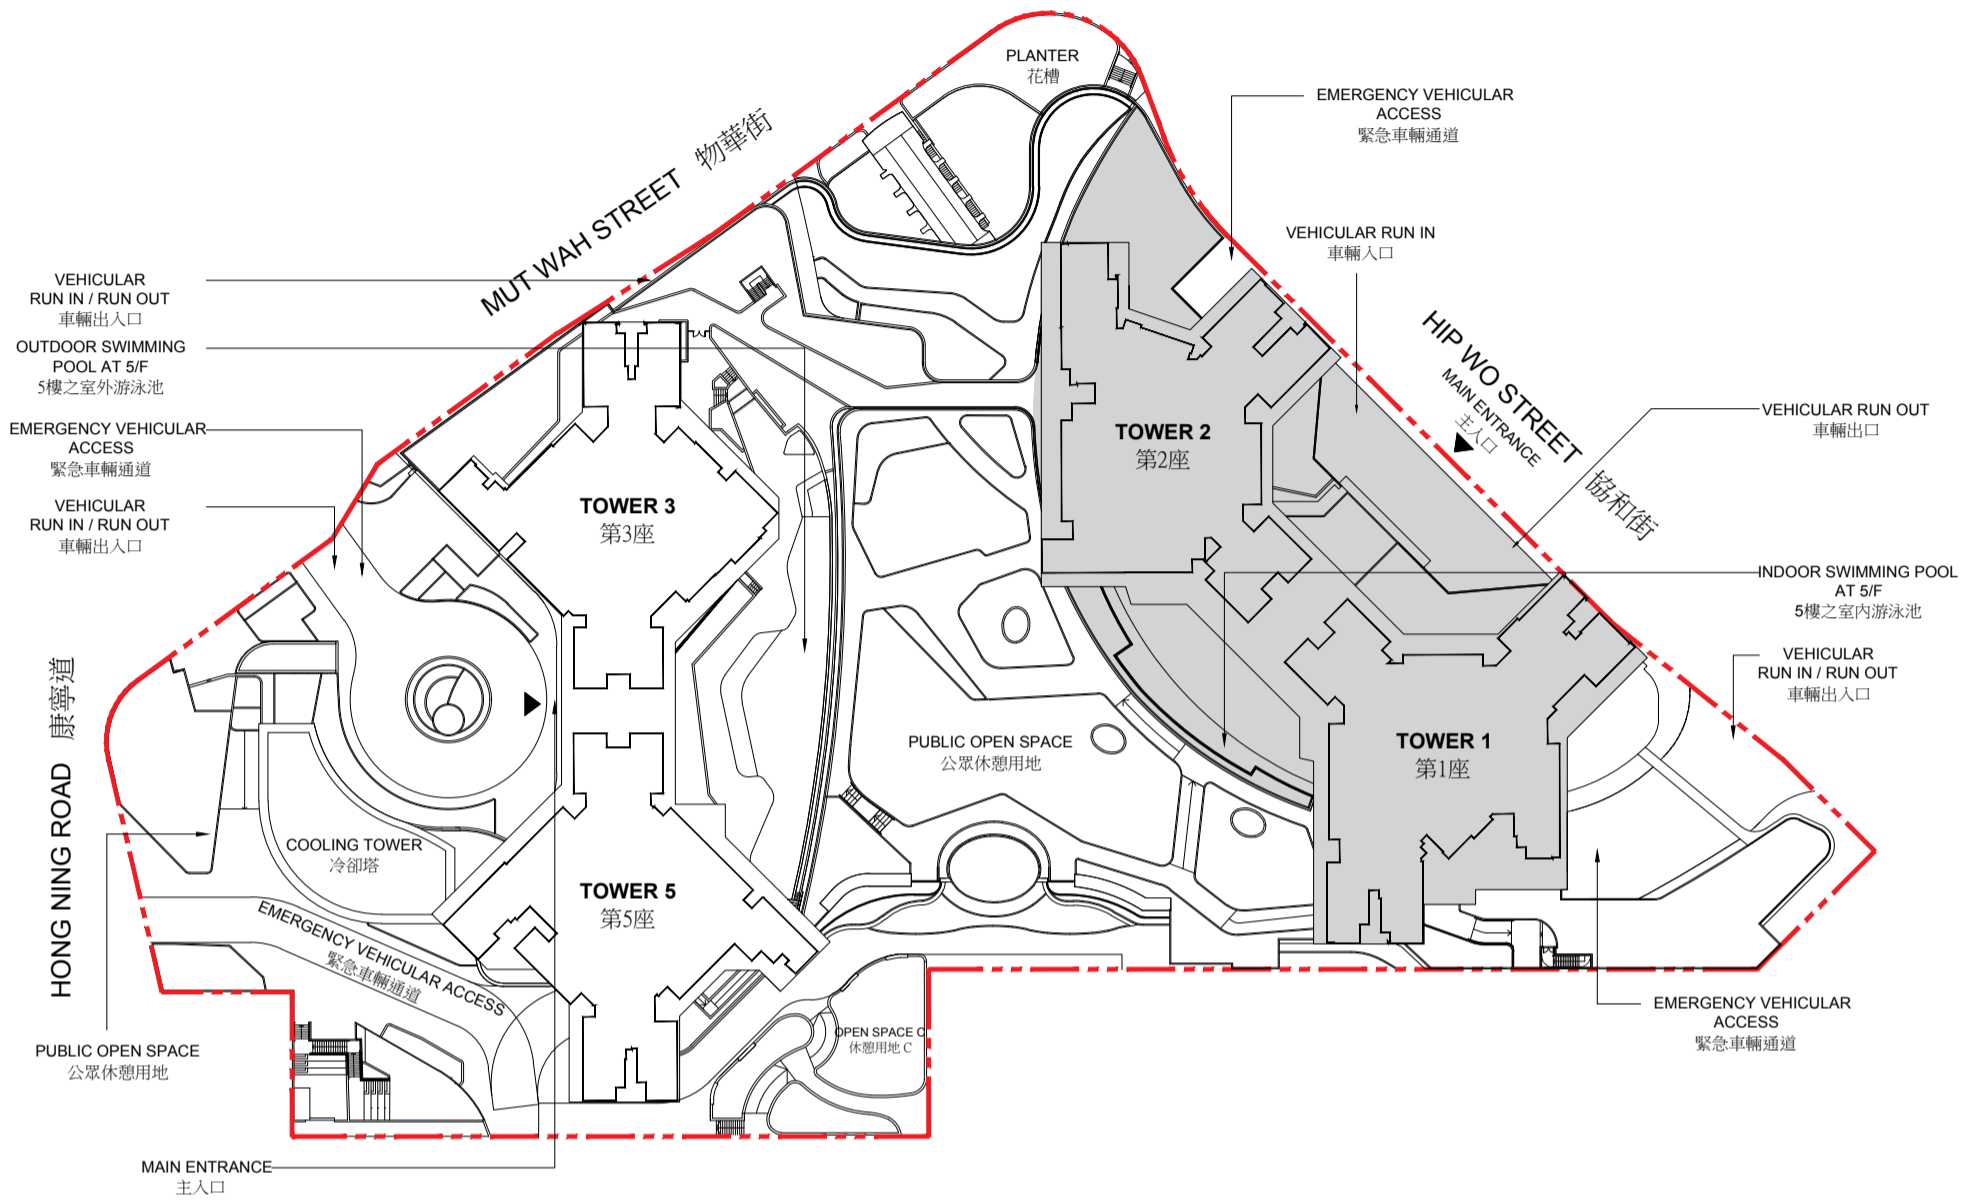 PLANTER
花槽
EMERGENCY VEHICULAR
ACCESS
緊急車輛通道
MUT WAH STREET 物華街
VEHICULAR RUN IN
車輛入口
VEHICULAR
RUN IN / RUN OUT
車輛出入口
OUTDOOR SWIMMING
POOL AT 5/F
5樓之室外游泳池
HIP WO STREET 協和街
MAIN ENTRANCE
主入口
VEHICULAR RUN OUT
車輛出口
EMERGENCY VEHICULAR
ACCESS
緊急車輛通道
TOWER 2
第2座
TOWER 3
第3座
VEHICULAR
RUN IN / RUN OUT
車輛出入口
INDOOR SWIMMING POOL
AT 5/F
5樓之室內游泳池
VEHICULAR
RUN IN / RUN OUT
車輛出入口
HONG NING ROAD 康寧道
PUBLIC OPEN SPACE
公眾休憩用地
TOWER 1
第1座
COOLING TOWER
冷卻塔
TOWER 5
第5座
EMERGENCY VEHICULAR ACCESS
緊急車輛通道
EMERGENCY VEHICULAR
ACCESS
緊急車輛通道
OPEN SPACE C
休憩用地 C
PUBLIC OPEN SPACE
公眾休憩用地
MAIN ENTRANCE
主入口